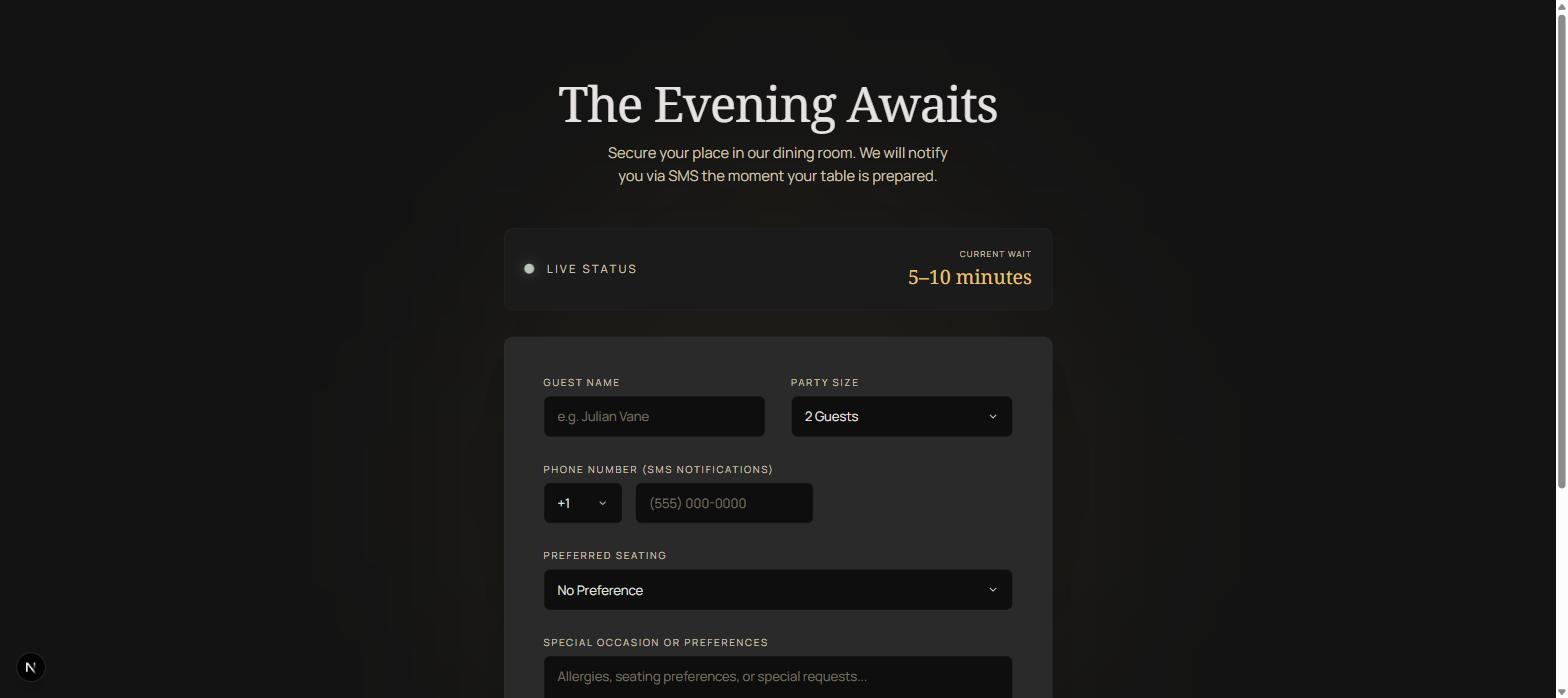 The Evening Awaits
Secure your place in our dining room. We will notify
you via SMS the moment your table is prepared.
LIVE STATUS
CURRENT WAIT
5–10 minutes
GUEST NAME
PARTY SIZE
e.g. Julian Vane
2 Guests
PHONE NUMBER (SMS NOTIFICATIONS)
+1
(555) 000-0000
PREFERRED SEATING
No Preference
SPECIAL OCCASION OR PREFERENCES
Allergies, seating preferences, or special requests...
N